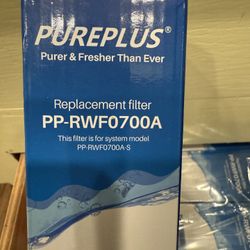 PUREPLUS®
Purer & Fresher Than Ever
Replacement filter
PP-RWF0700A
This filter is for system model
PP-RWF0700A-S